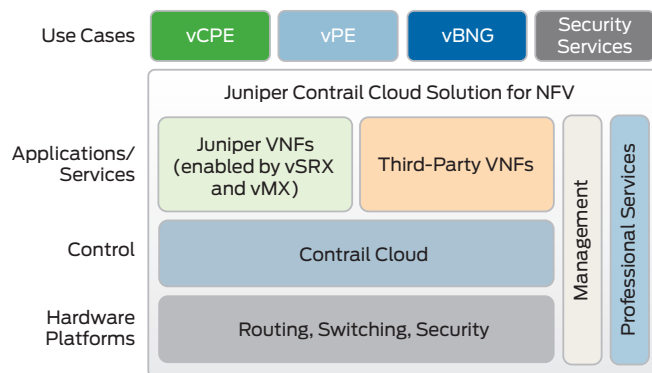 Use Cases
vCPE
vPE
vBNG
Security
Services
Juniper Contrail Cloud Solution for NFV
Applications/
Services
Juniper VNFs
(enabled by vSRX
and vMX)
Third-Party VNFs
Control
Contrail Cloud
Hardware
Platforms
Routing, Switching, Security
Management
Professional Services